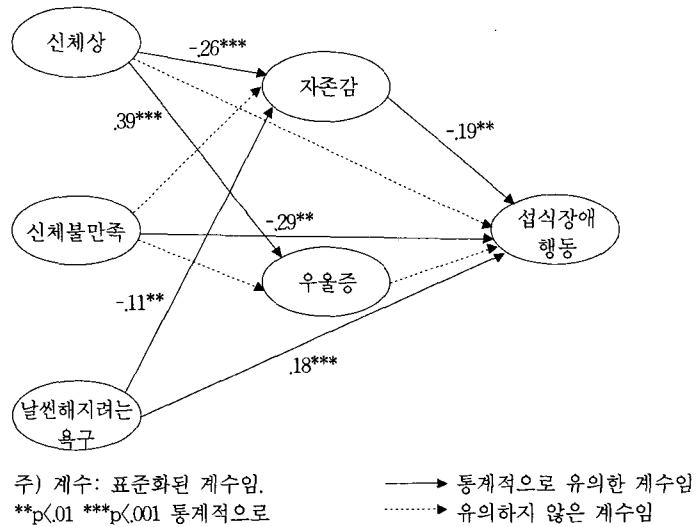 신체상
-.26***
자존감
.39***
-.19**
신체불만족
-.29**
섭식장애
행동
우울증
-.11**
.18***
날씬해지려는
욕구
주) 계수: 표준화된 계수임.
통계적으로 유의한 계수임
**p<.01 ***p<.001 통계적으로
유의하지 않은 계수임